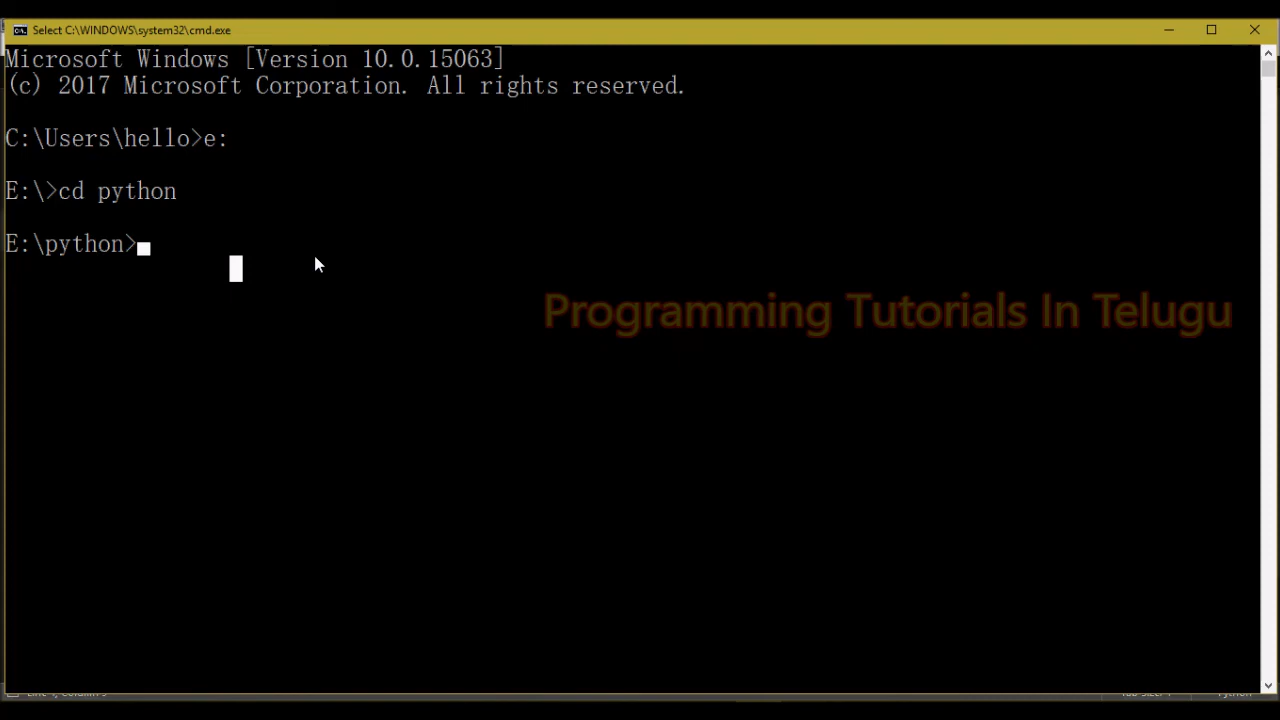 Select C:\WINDOWS\system32\cmd.exe
Microsoft Windows [Version 10.0.15063]
(c) 2017 Microsoft Corporation. All rights reserved.
C:\Users\hello>e:
E:\>cd python
E:\python>
Programming Tutorials In Telugu